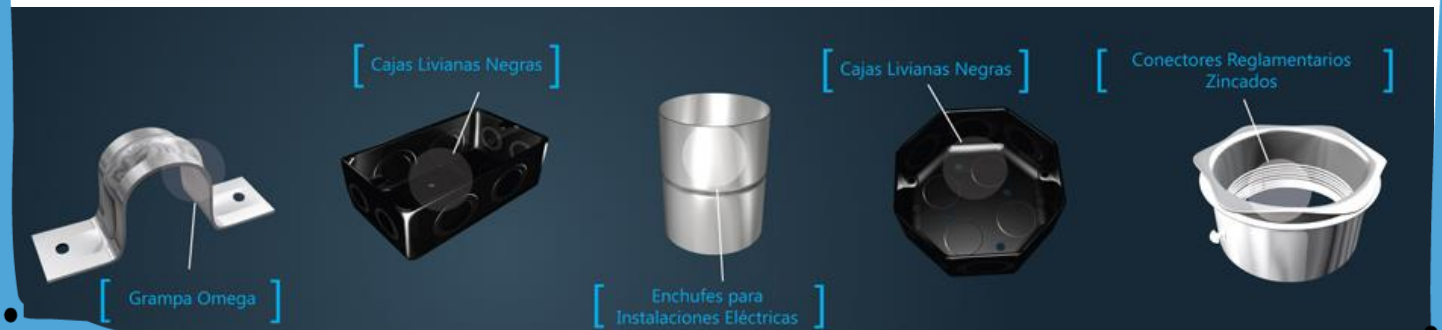 Cajas Livianas Negras
Cajas Livianas Negras
Conectores Reglamentarios
Zincados
Grampa Omega
Enchufes para
Instalaciones Eléctricas